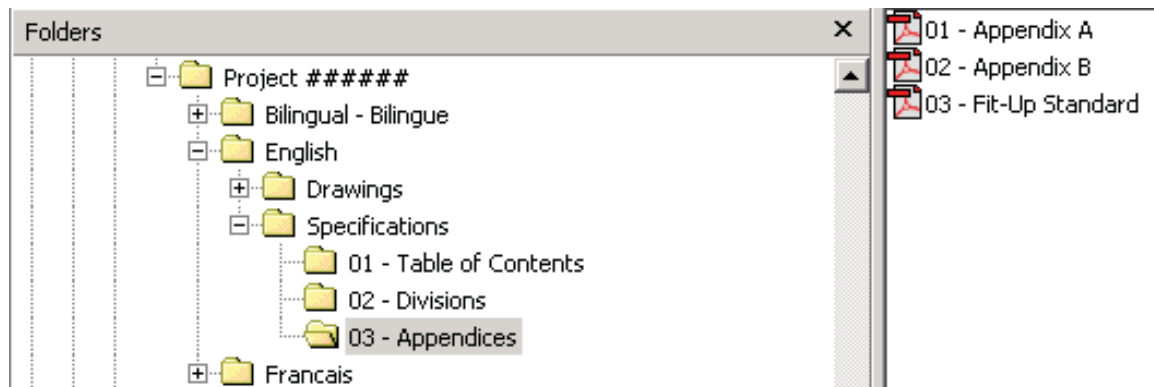 Folders
Project ######
Bilingual - Bilingue
English
Drawings
Specifications
01 - Table of Contents
02 - Divisions
03 - Appendices
Francais
01 - Appendix A
02 - Appendix B
03 - Fit-Up Standard